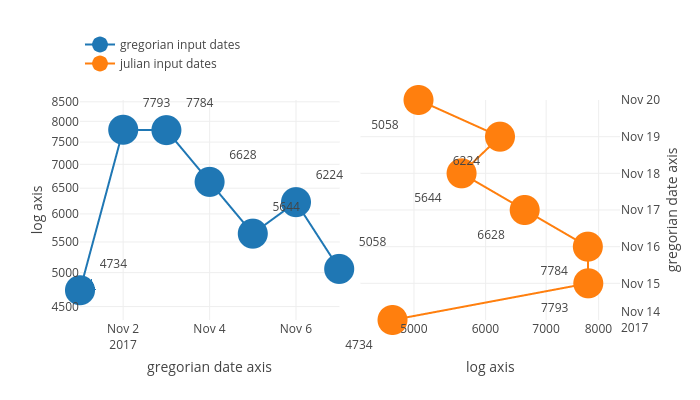 gregorian input dates
julian input dates
8500
8000
7500
7000
6500
6000
5500
5000
4500
log axis
7793
7784
6628
6224
5644
5058
4734
Nov 2
2017
Nov 4
Nov 6
gregorian date axis
5058
6224
5644
6628
7784
7793
4734
5000
6000
7000
8000
log axis
Nov 20
Nov 19
Nov 18
Nov 17
Nov 16
Nov 15
Nov 14
2017
gregorian date axis